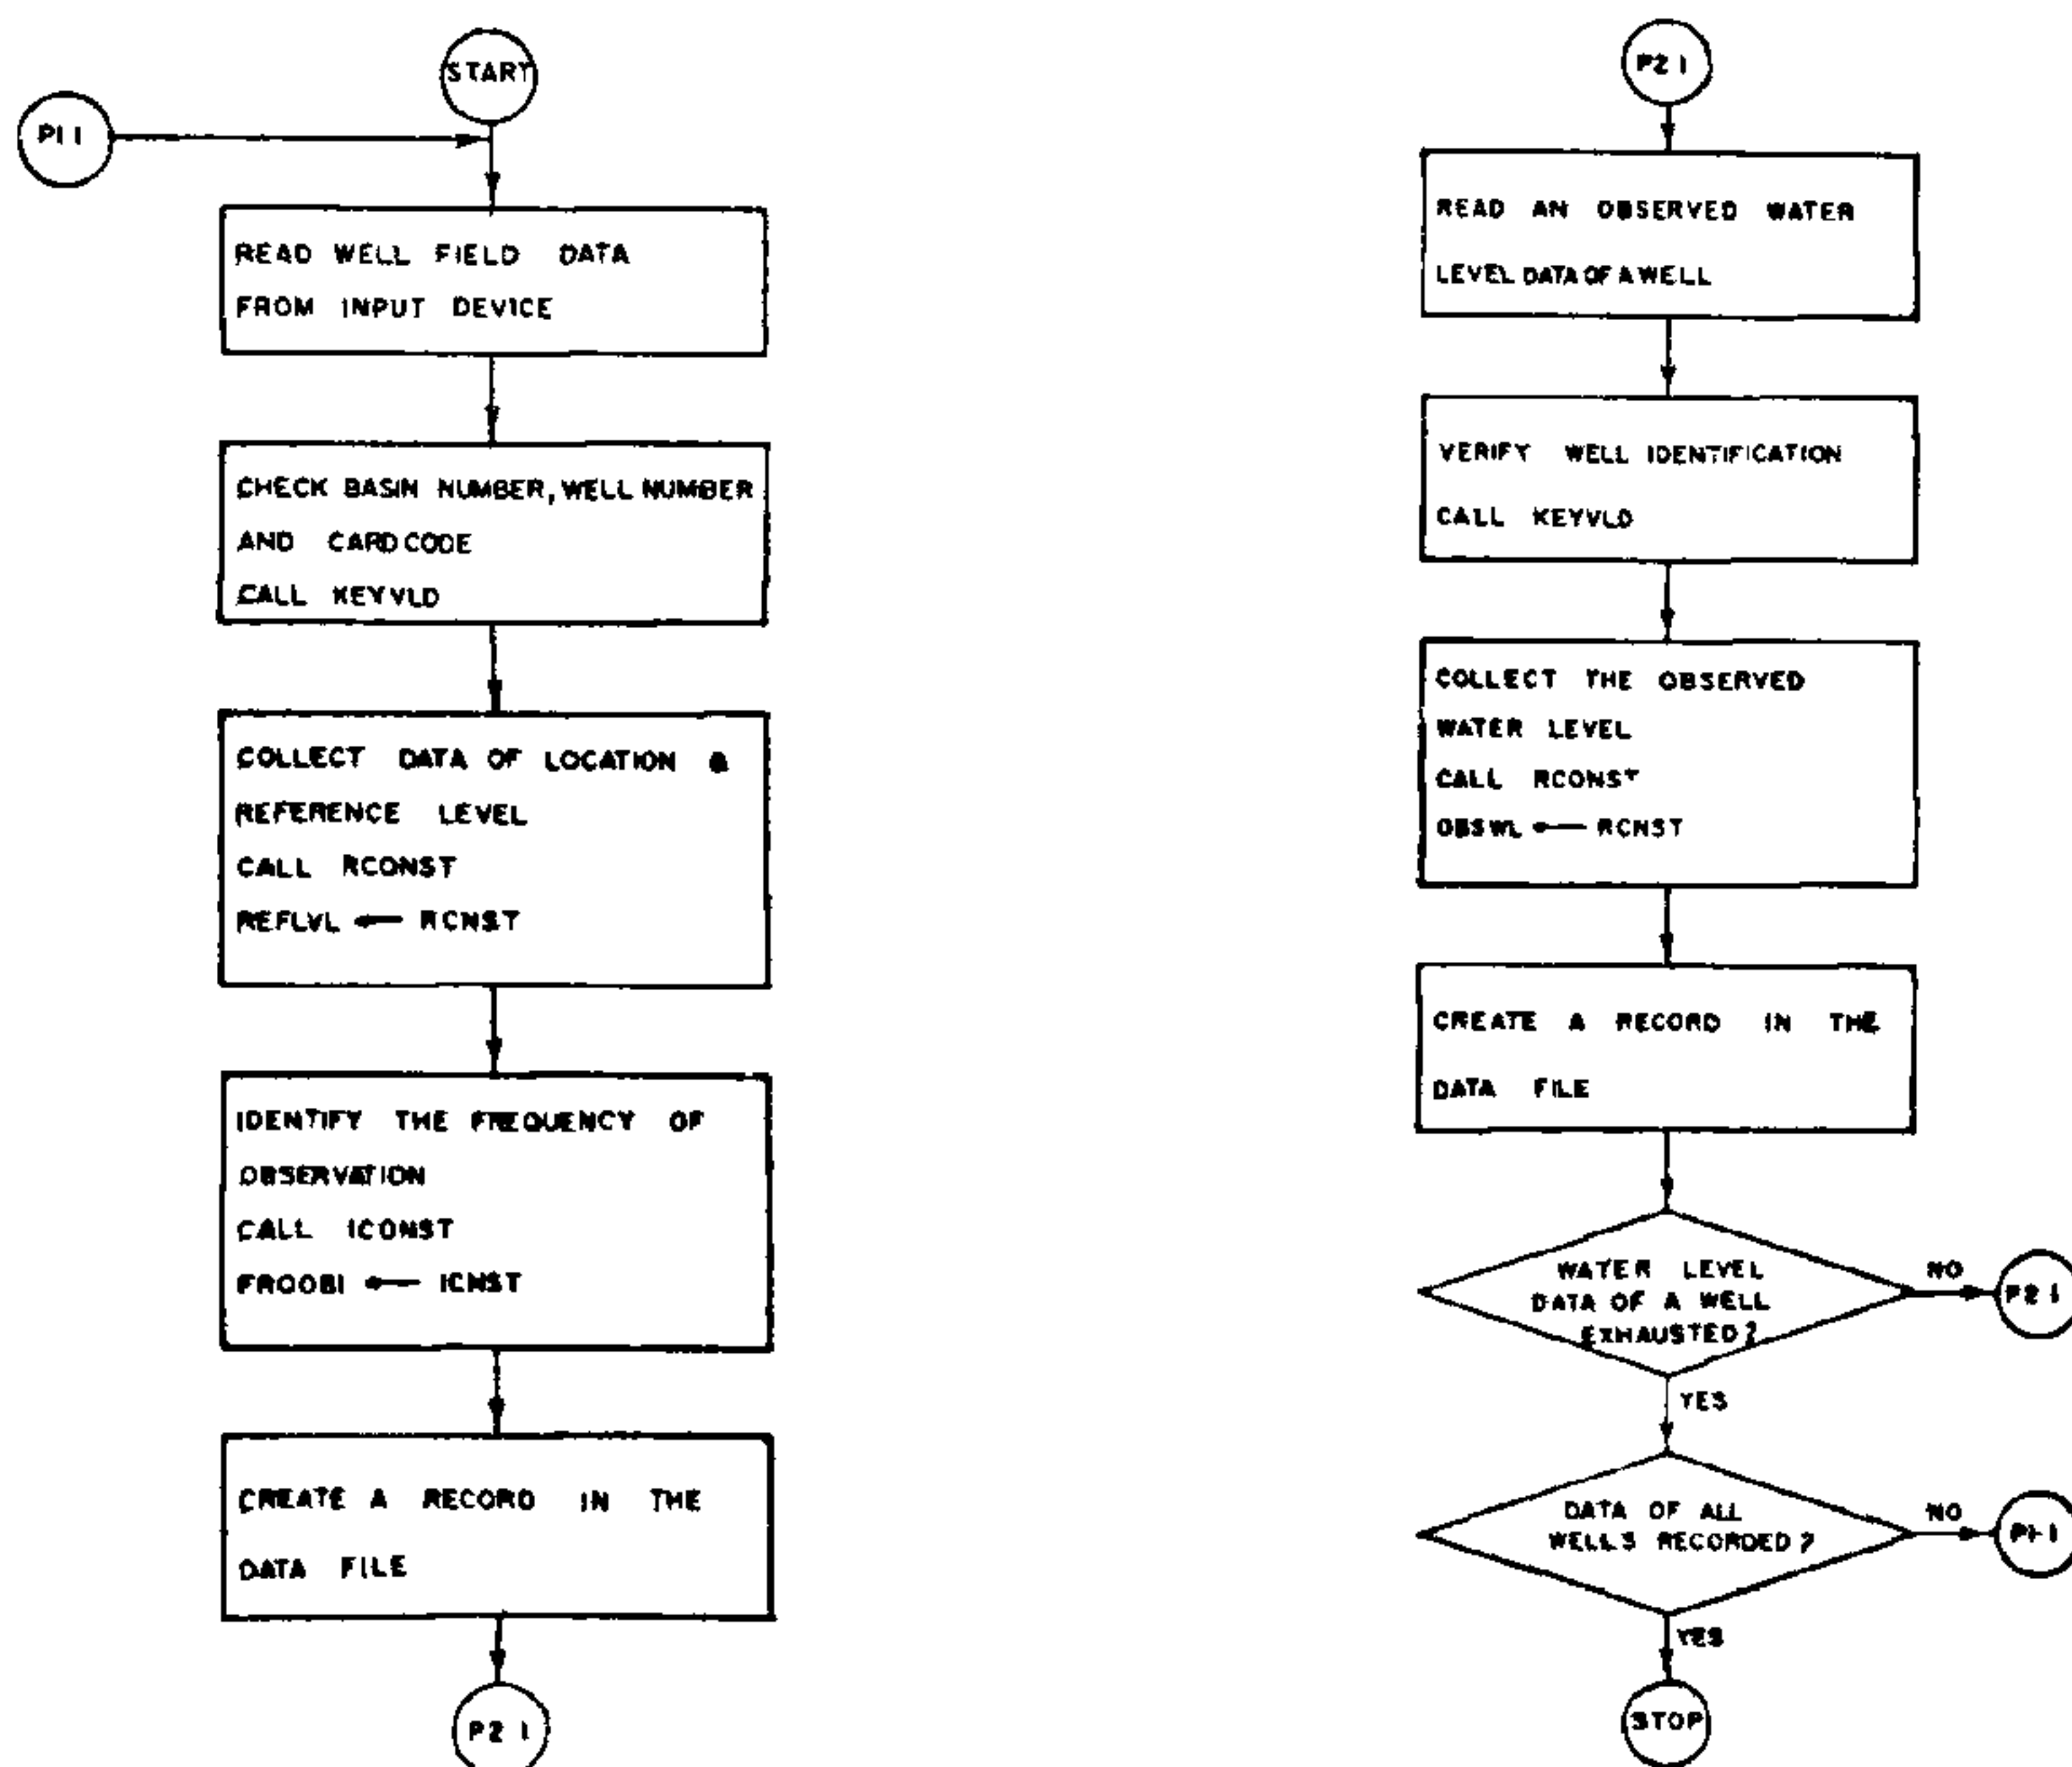 START
P1 1
READ WELL FIELD DATA
FROM INPUT DEVICE
CHECK BASIN NUMBER, WELL NUMBER
AND CARD CODE
CALL KEYVLD
COLLECT DATA OF LOCATION &
REFERENCE LEVEL
CALL RCONST
REFLVL ← RCNST
IDENTIFY THE FREQUENCY OF
OBSERVATION
CALL ICONST
FRQOBI ← ICNST
CREATE A RECORD IN THE
DATA FILE
P2 1
P2 1
READ AN OBSERVED WATER
LEVEL DATA OF A WELL
VERIFY WELL IDENTIFICATION
CALL KEYVLD
COLLECT THE OBSERVED
WATER LEVEL
CALL RCONST
OBSWL ← RCNST
CREATE A RECORD IN THE
DATA FILE
WATER LEVEL
DATA OF A WELL
EXHAUSTED?
NO
P2 1
YES
DATA OF ALL
WELLS RECORDED?
NO
P1 1
YES
STOP